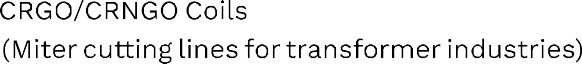 CRGO/CRNGO Coils
(Miter cutting lines for transformer industries)